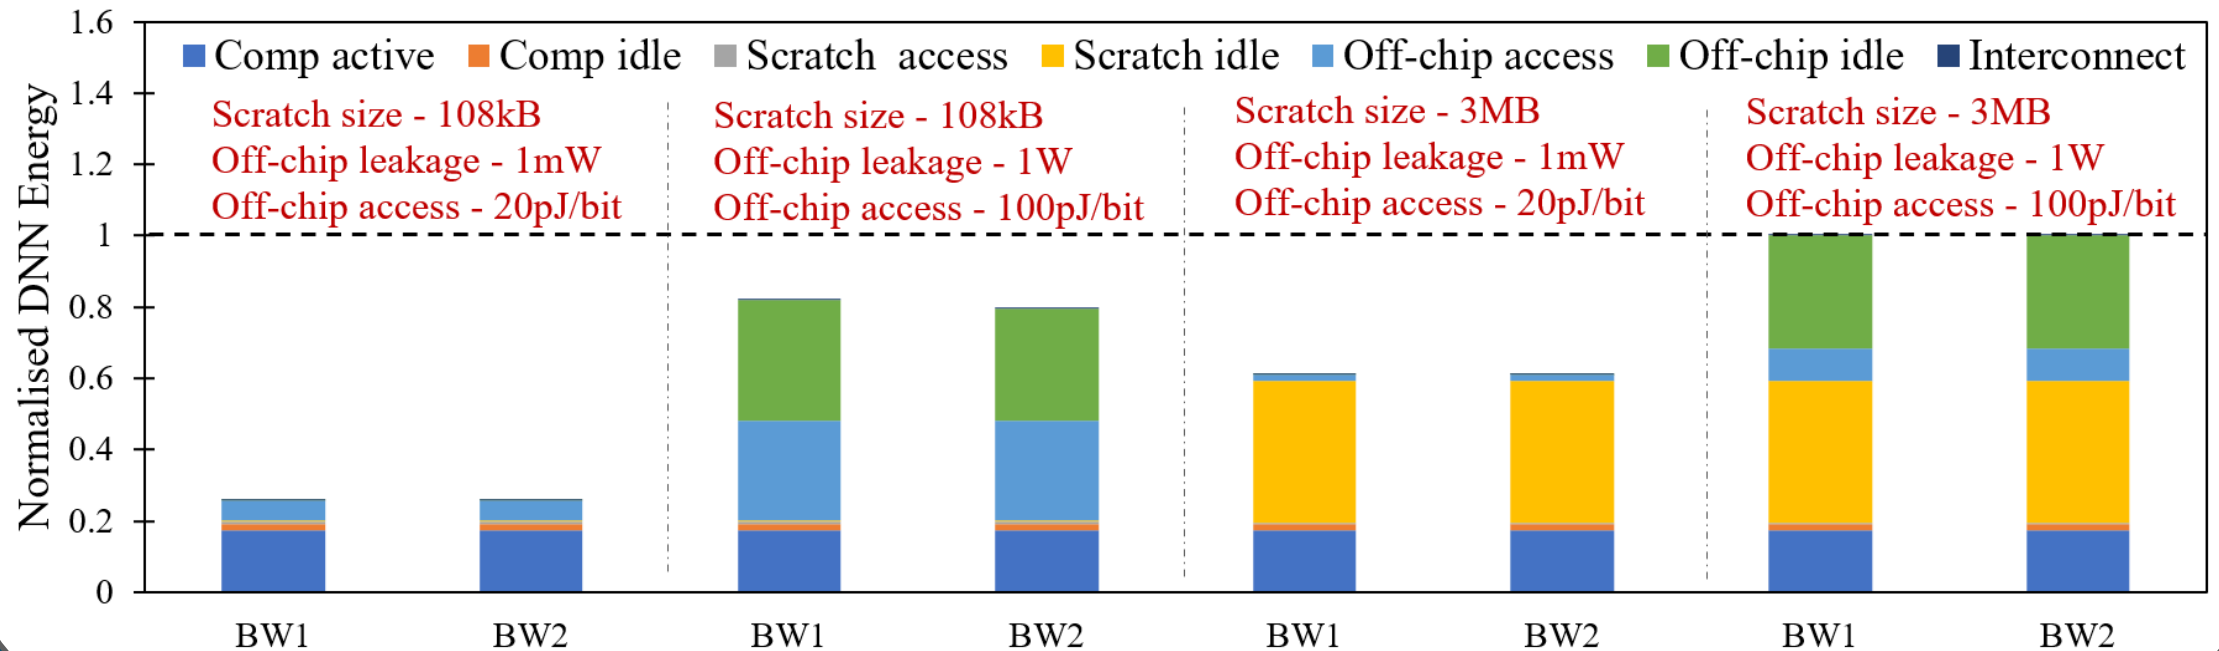 1.6
Comp active Comp idle Scratch access Scratch idle Off-chip access Off-chip idle Interconnect
1.4
Scratch size - 108kB
Off-chip leakage - 1mW
Off-chip access - 20pJ/bit
Scratch size - 108kB
Off-chip leakage - 1W
Off-chip access - 100pJ/bit
Scratch size - 3MB
Off-chip leakage - 1mW
Off-chip access - 20pJ/bit
Scratch size - 3MB
Off-chip leakage - 1W
Off-chip access - 100pJ/bit
1.2
1
0.8
0.6
0.4
0.2
0
Normalised DNN Energy
BW1 BW2 BW1 BW2 BW1 BW2 BW1 BW2